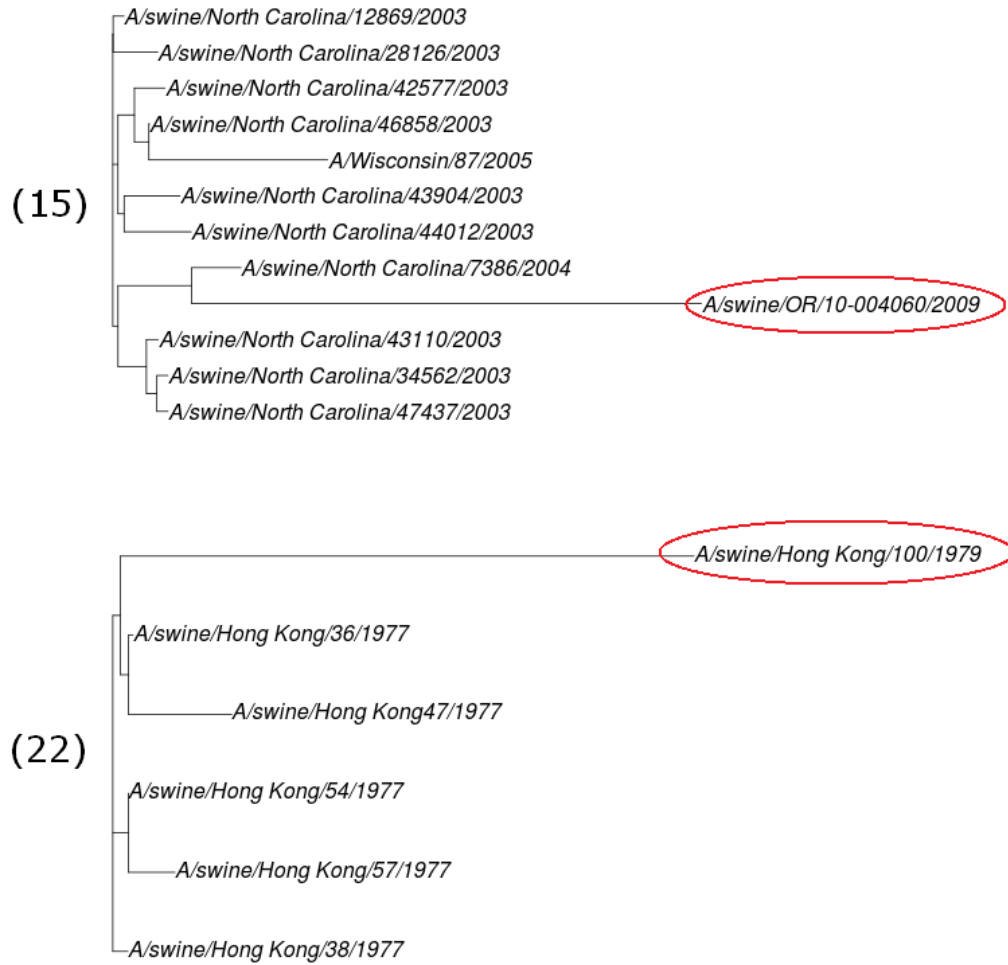 A/swine/North Carolina/12869/2003
A/swine/North Carolina/28126/2003
A/swine/North Carolina/42577/2003
A/swine/North Carolina/46858/2003
A/Wisconsin/87/2005
(15)
A/swine/North Carolina/43904/2003
A/swine/North Carolina/44012/2003
A/swine/North Carolina/7386/2004
A/swine/OR/10-004060/2009
A/swine/North Carolina/43110/2003
A/swine/North Carolina/34562/2003
A/swine/North Carolina/47437/2003
A/swine/Hong Kong/100/1979
A/swine/Hong Kong/36/1977
A/swine/Hong Kong47/1977
(22)
A/swine/Hong Kong/54/1977
A/swine/Hong Kong/57/1977
A/swine/Hong Kong/38/1977